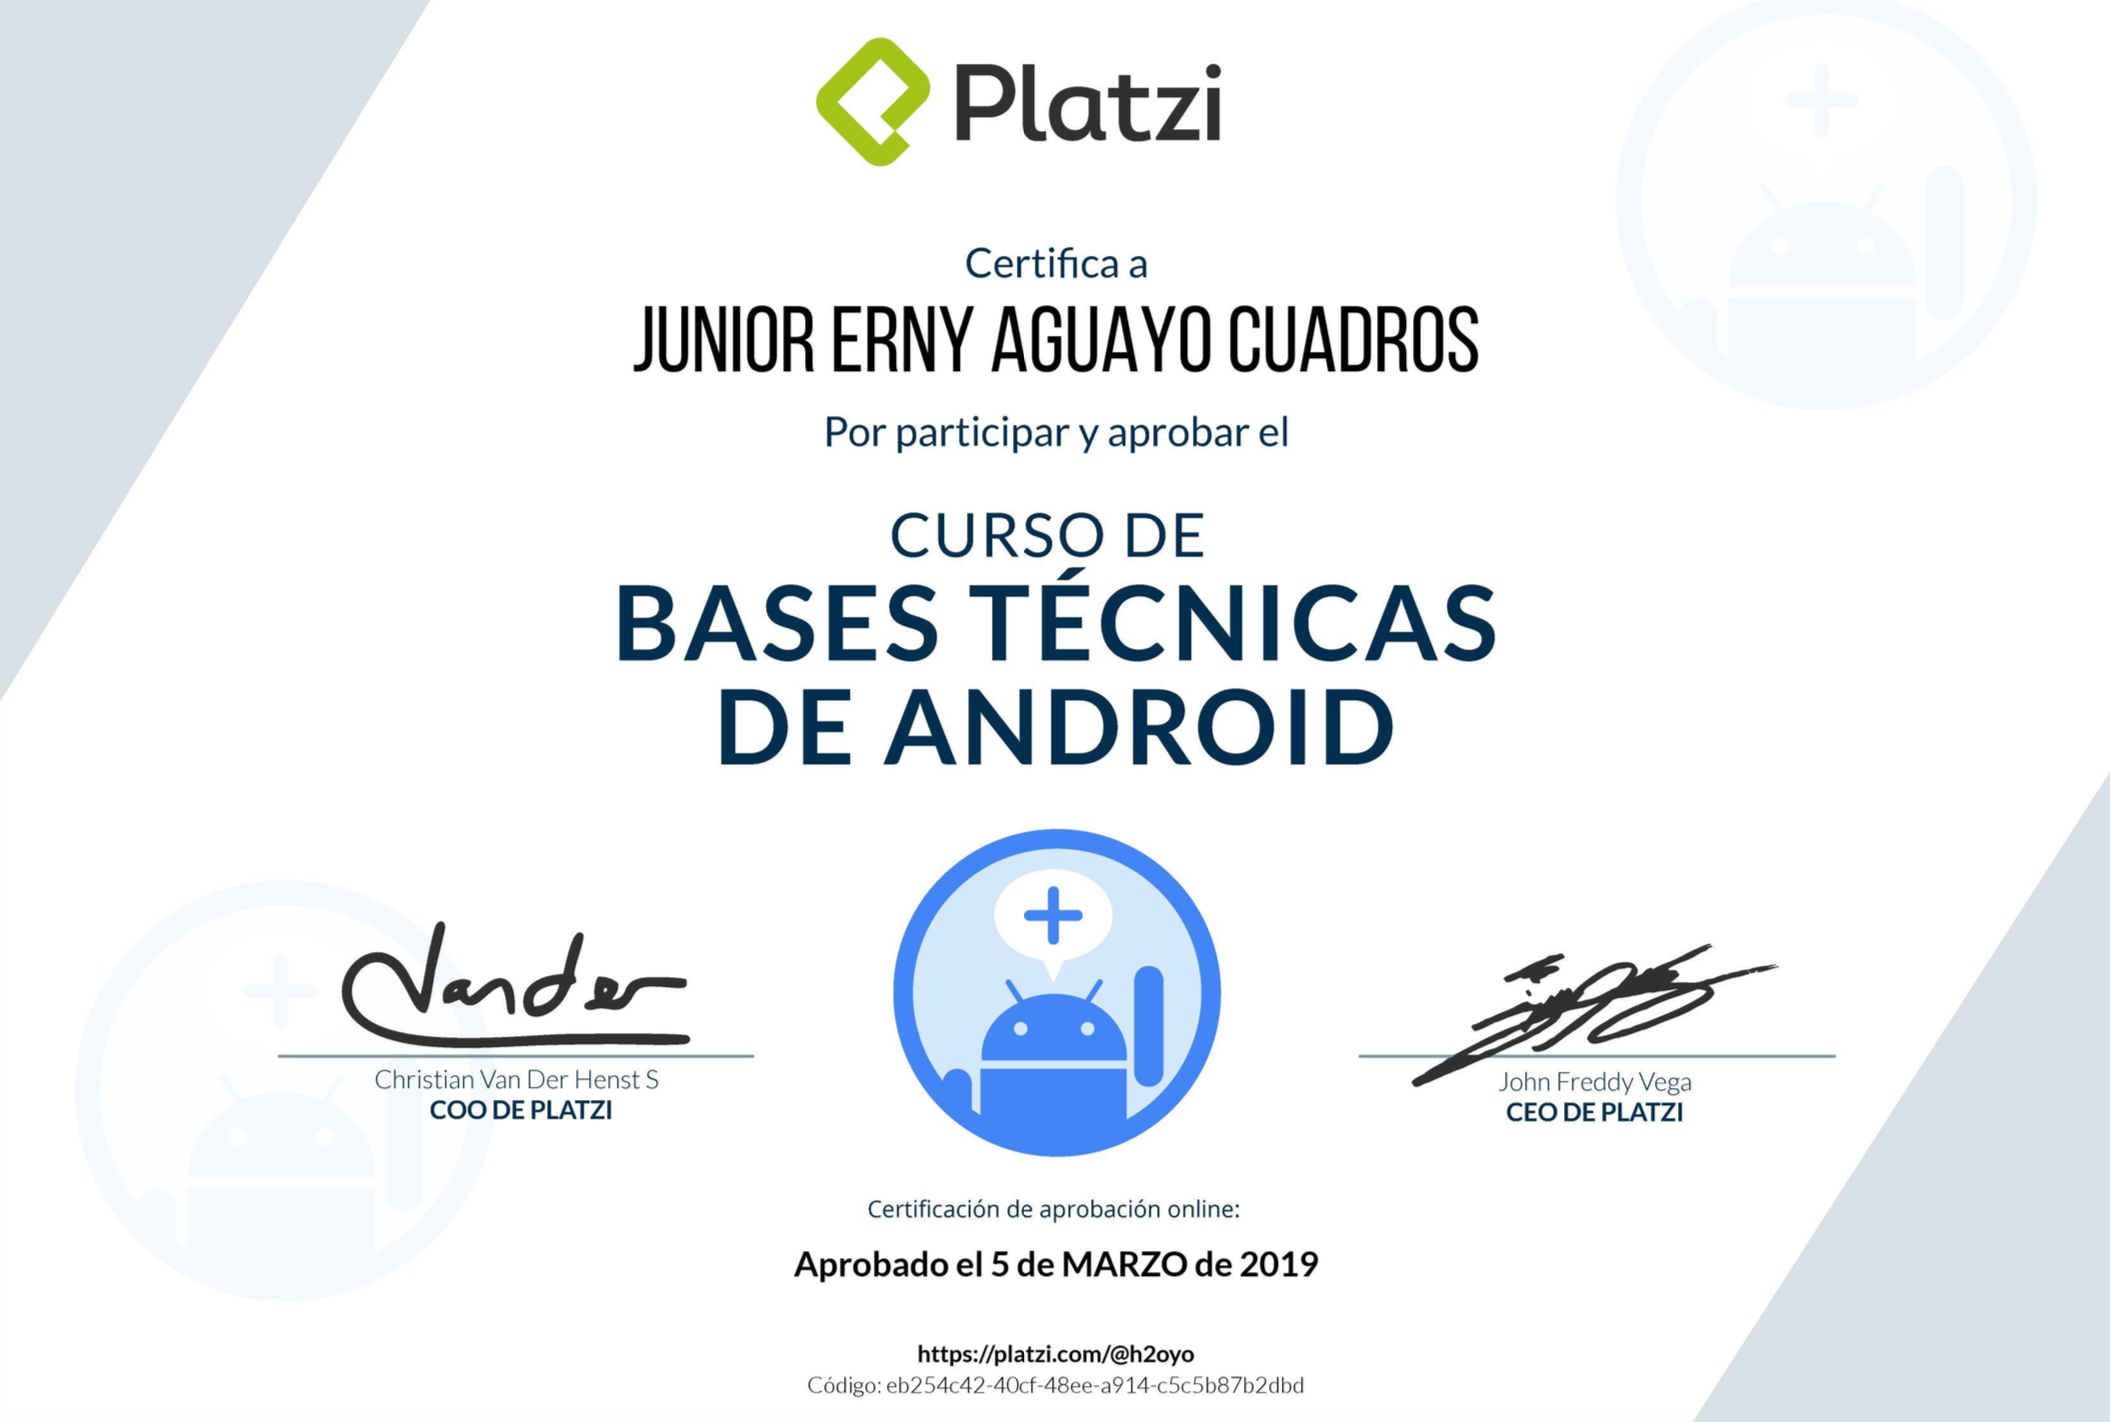 Platzi
Certifica a
JUNIOR ERNY AGUAYO CUADROS
Por participar y aprobar el
CURSO DE
BASES TÉCNICAS
DE ANDROID
Vander
Christian Van Der Henst S
COO DE PLATZI
John Freddy Vega
CEO DE PLATZI
Certificación de aprobación online:
Aprobado el 5 de MARZO de 2019
https://platzi.com/@h2oyo
Código: eb254c42-40cf-48ee-a914-c5c5b87b2dbd